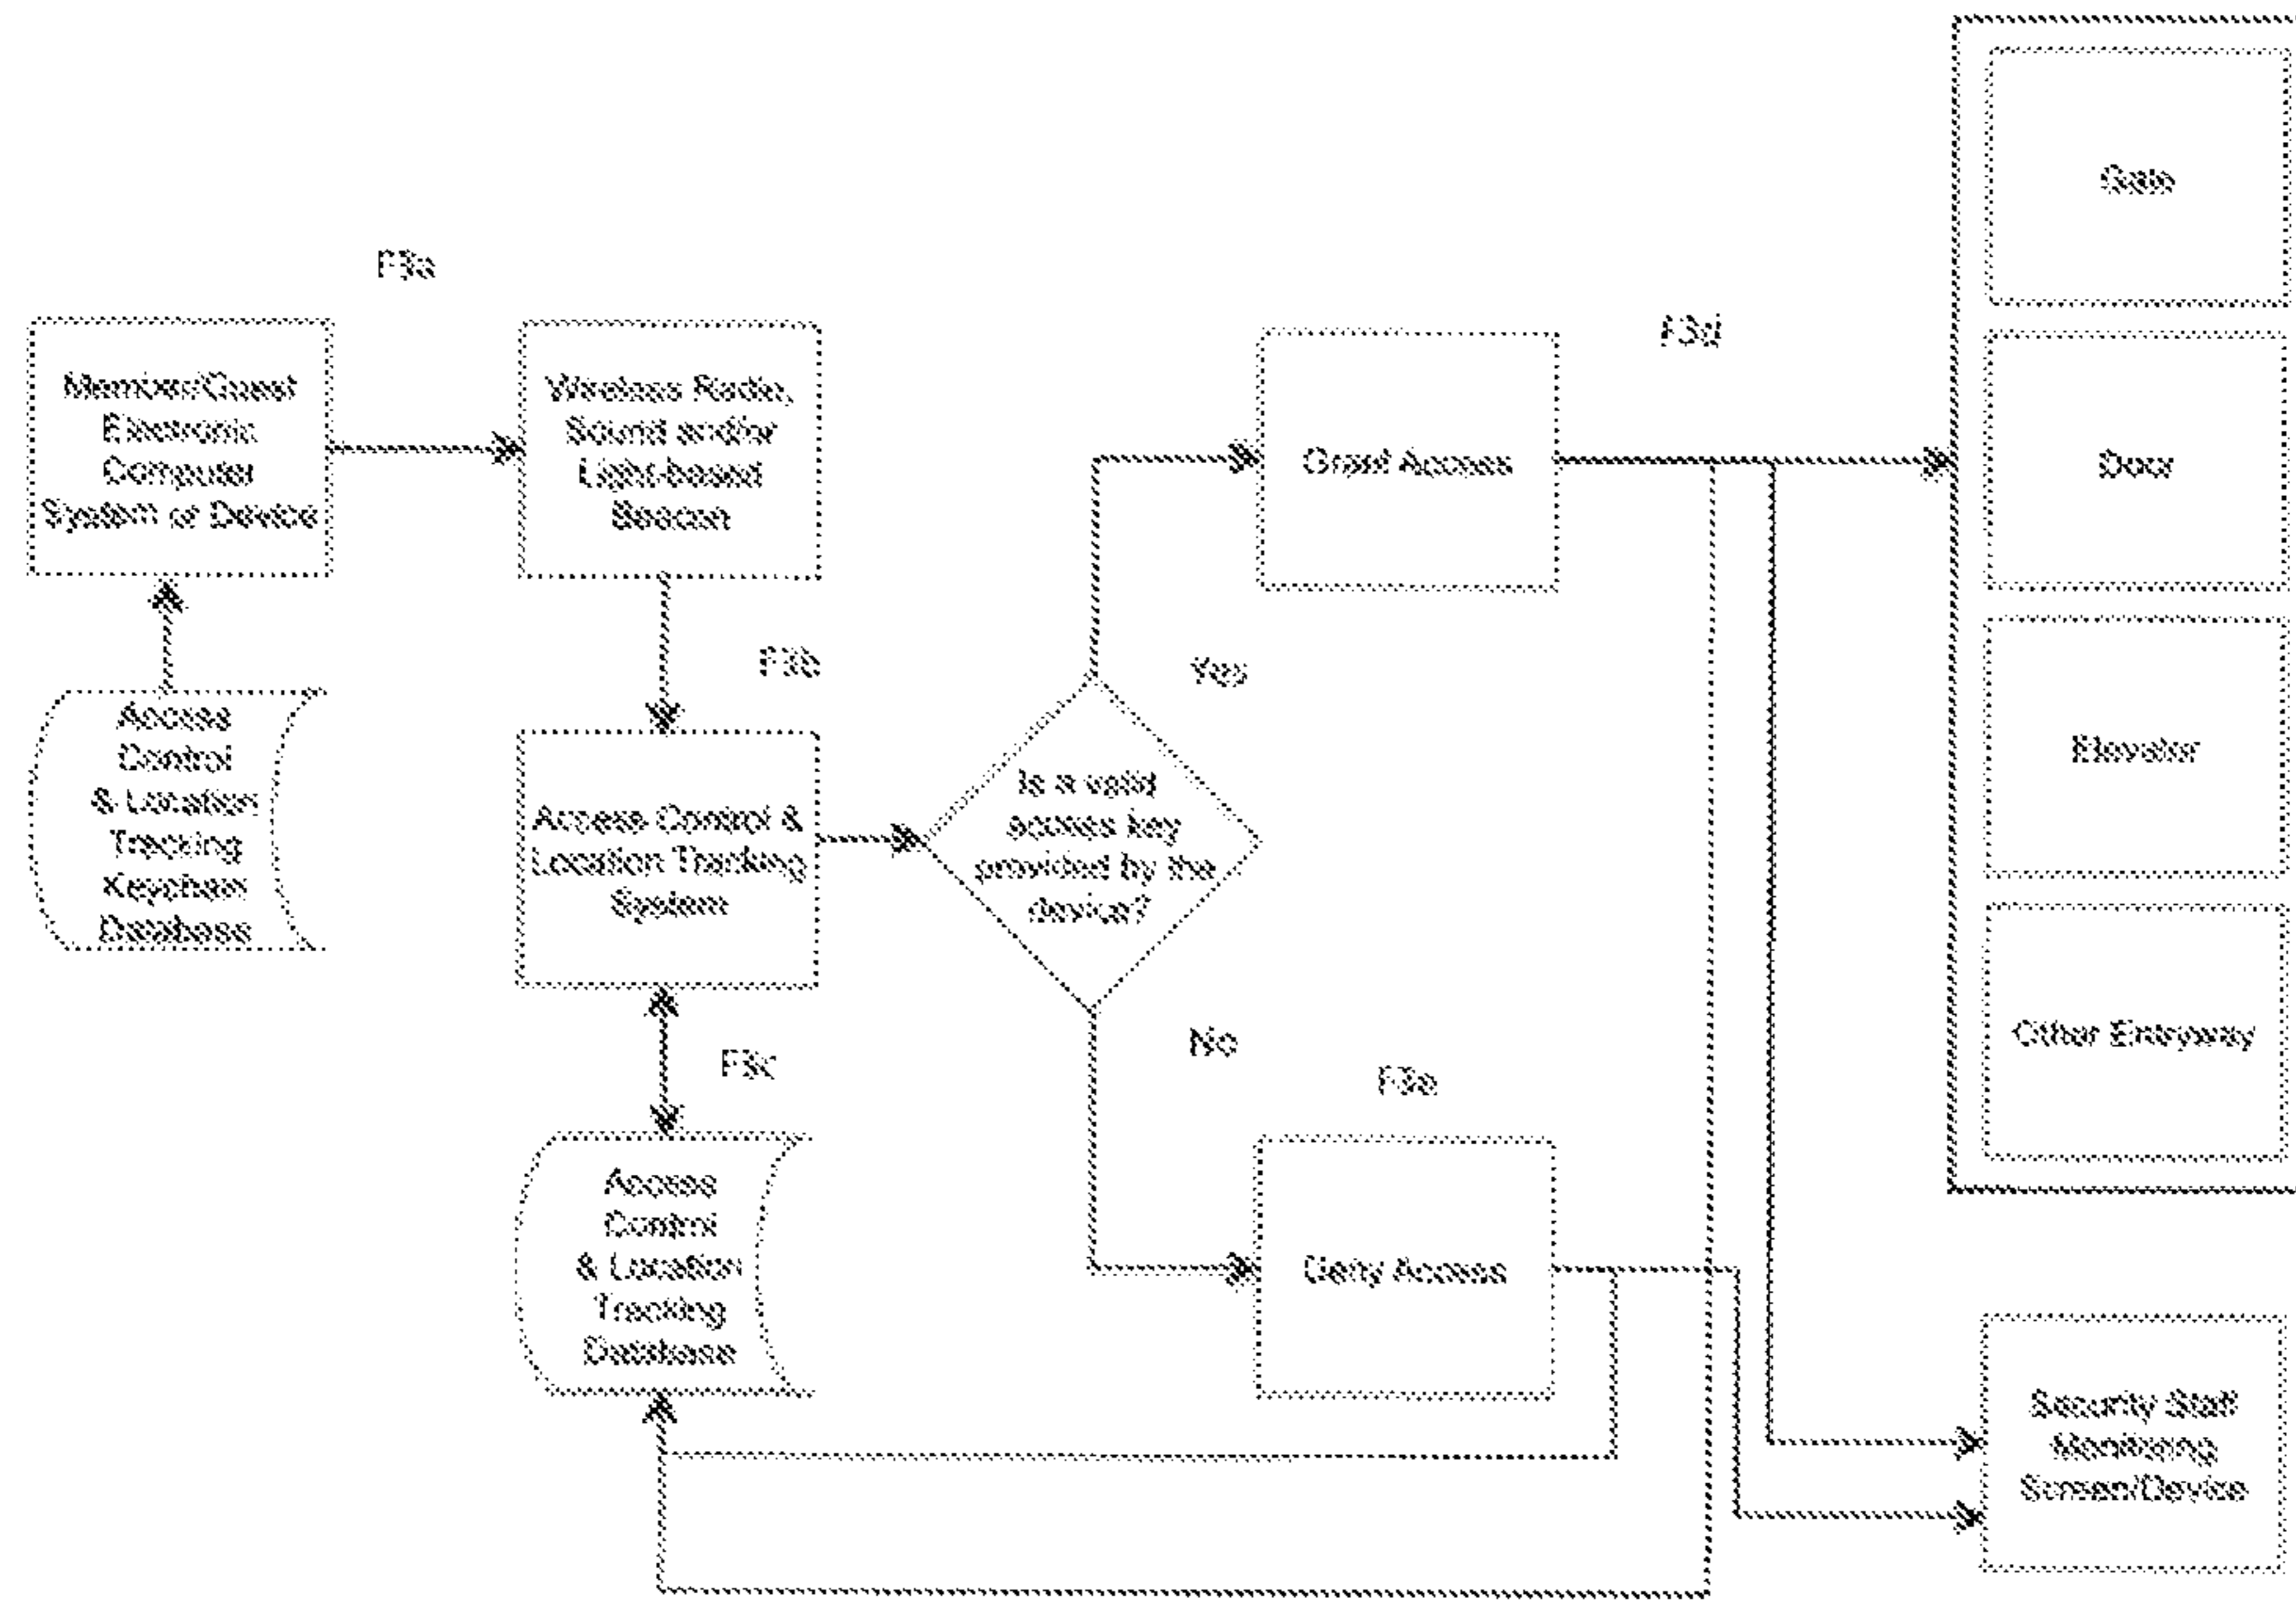 F3a
Member/Guest
Electronic
Computer
System or Device
Wireless Radio,
Sound and/or
Light-based
Beacon
Access
Control
& Location
Tracking
Keychain
Database
F3b
Access Control &
Location Tracking
System
F3c
Access
Control
& Location
Tracking
Database
Is a valid
access key
provided by the
device?
Yes
Grant Access
F3d
No
F3e
Deny Access
Gate
Door
Elevator
Other Entryway
Security Staff
Monitoring
Screen/Device